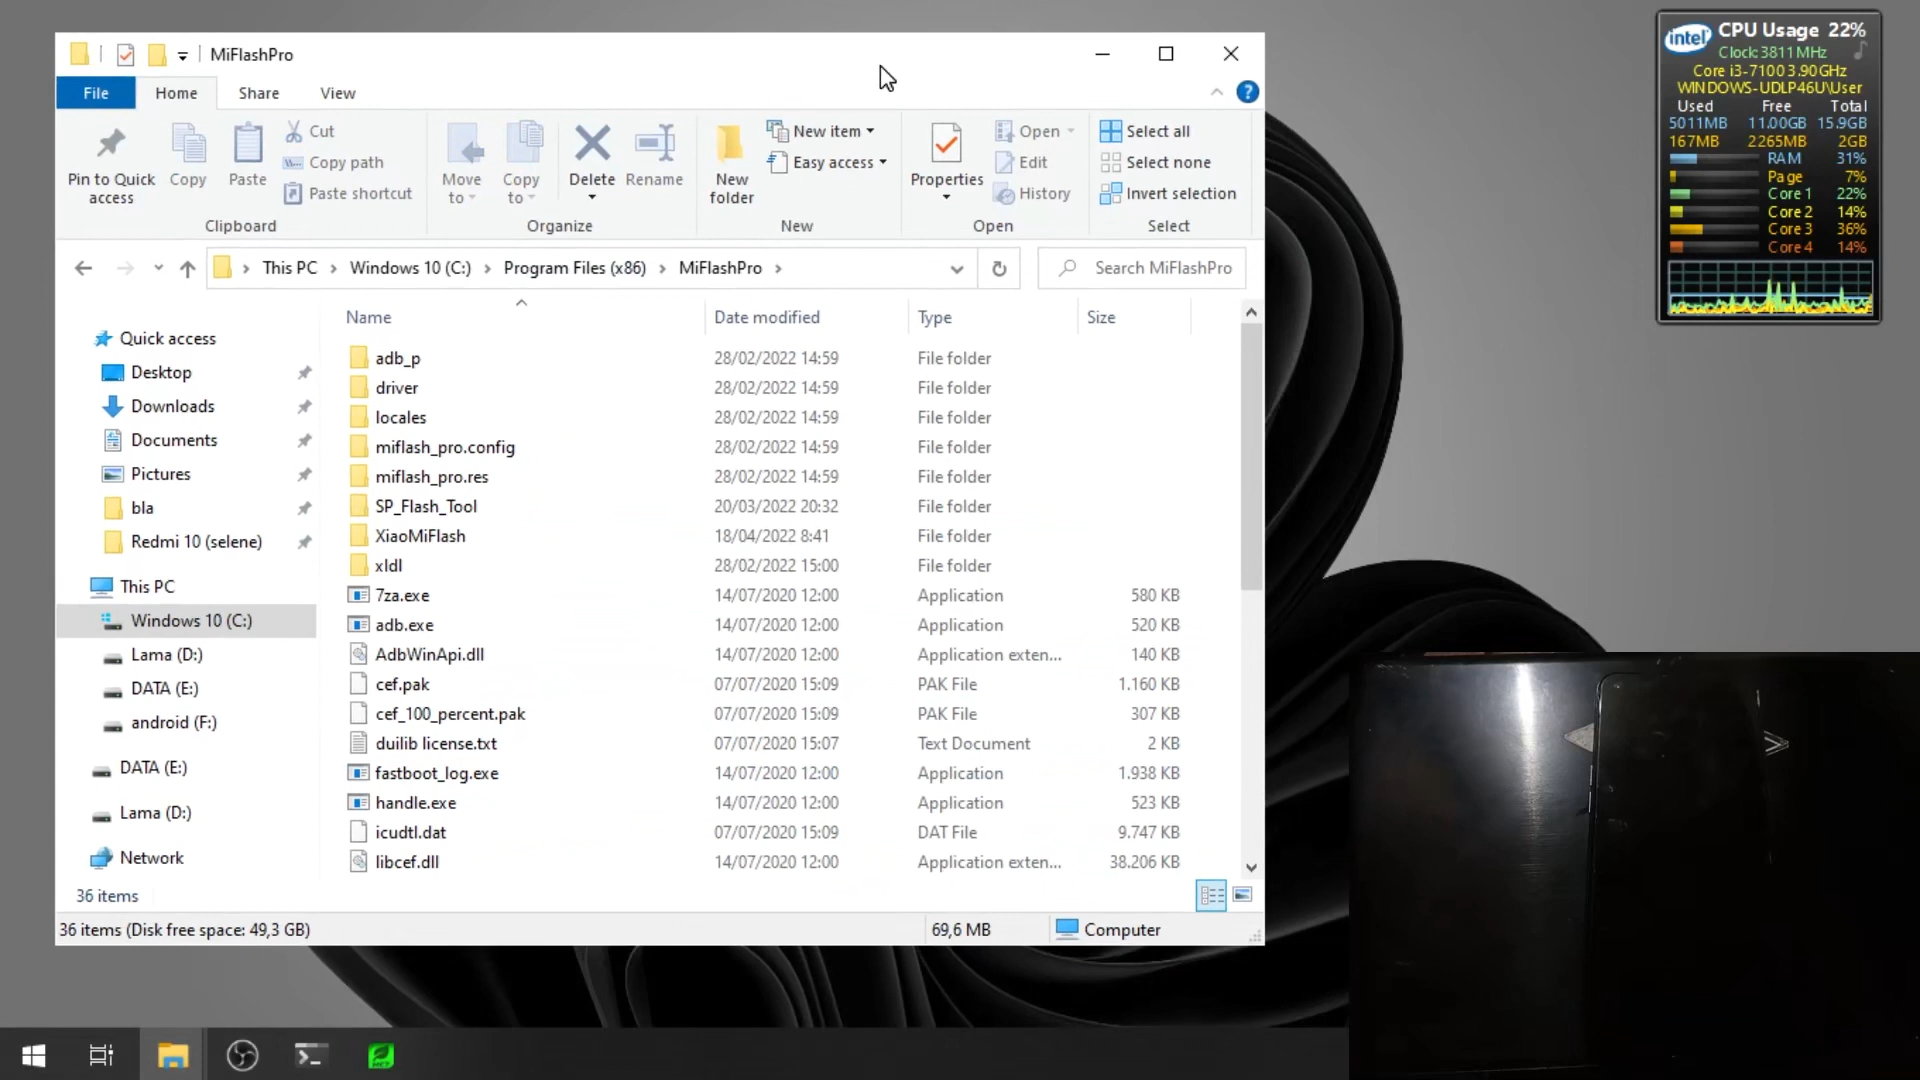 MiFlashPro
File Home Share View
Pin to Quick access
Copy
Paste
Cut
Copy path
Paste shortcut
Clipboard
Move to
Copy to
Delete
Rename
Organize
New folder
New item
Easy access
New
Properties
Open
Edit
History
Open
Select all
Select none
Invert selection
Select
This PC > Windows 10 (C:) > Program Files (x86) > MiFlashPro >
Search MiFlashPro
Quick access
Desktop
Downloads
Documents
Pictures
bla
Redmi 10 (selene)
This PC
Windows 10 (C:)
Lama (D:)
DATA (E:)
android (F:)
DATA (E:)
Lama (D:)
Network
Name Date modified Type Size
adb_p 28/02/2022 14:59 File folder
driver 28/02/2022 14:59 File folder
locales 28/02/2022 14:59 File folder
miflash_pro.config 28/02/2022 14:59 File folder
miflash_pro.res 28/02/2022 14:59 File folder
SP_Flash_Tool 20/03/2022 20:32 File folder
XiaoMiFlash 18/04/2022 8:41 File folder
xldl 28/02/2022 15:00 File folder
7za.exe 14/07/2020 12:00 Application 580 KB
adb.exe 14/07/2020 12:00 Application 520 KB
AdbWinApi.dll 14/07/2020 12:00 Application exten... 140 KB
cef.pak 07/07/2020 15:09 PAK File 1.160 KB
cef_100_percent.pak 07/07/2020 15:09 PAK File 307 KB
duilib license.txt 07/07/2020 15:07 Text Document 2 KB
fastboot_log.exe 14/07/2020 12:00 Application 1.938 KB
handle.exe 14/07/2020 12:00 Application 523 KB
icudtl.dat 07/07/2020 15:09 DAT File 9.747 KB
libcef.dll 14/07/2020 12:00 Application exten... 38.206 KB
36 items
36 items (Disk free space: 49,3 GB) 69,6 MB Computer
intel CPU Usage 22%
Clock: 3811 MHz
Core i3-7100 3.90GHz
WINDOWS-UDLP46U\User
Used Free Total
5011MB 11.00GB 15.9GB
167MB 2265MB 2GB
RAM 31%
Page 7%
Core 1 22%
Core 2 14%
Core 3 36%
Core 4 14%